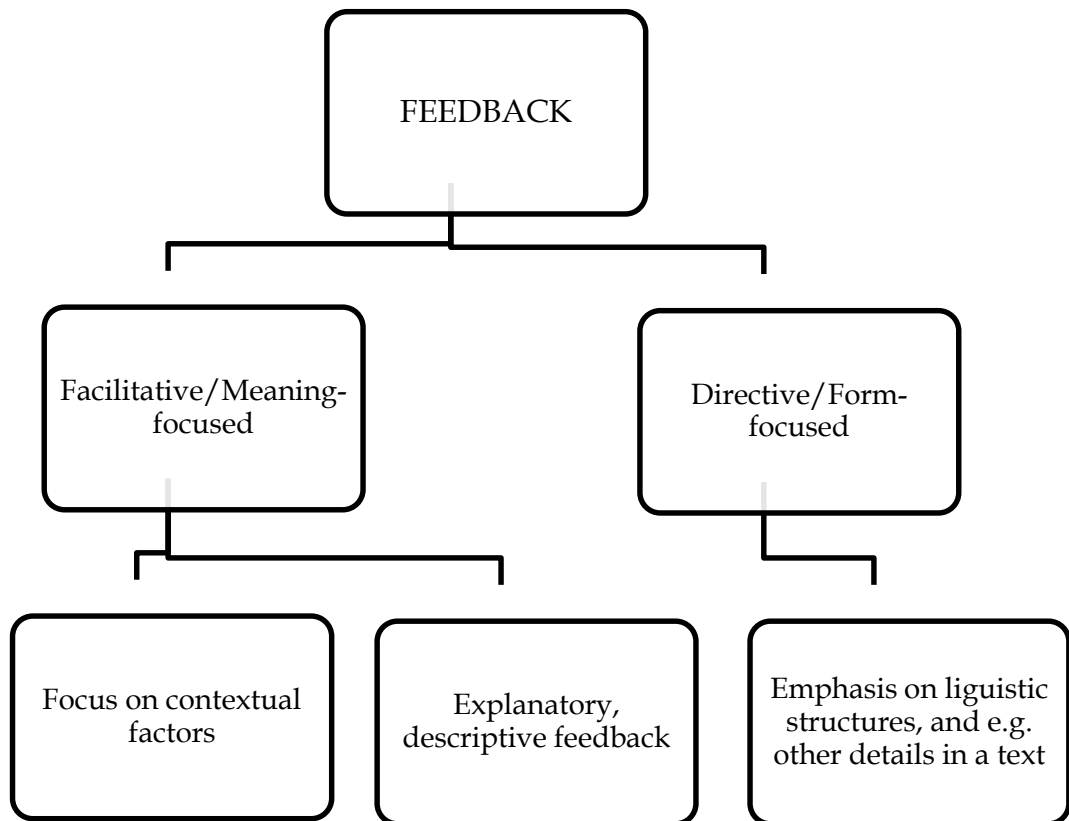 FEEDBACK
Facilitative/Meaning-
focused
Directive/Form-
focused
Focus on contextual
factors
Explanatory,
descriptive feedback
Emphasis on liguistic
structures, and e.g.
other details in a text